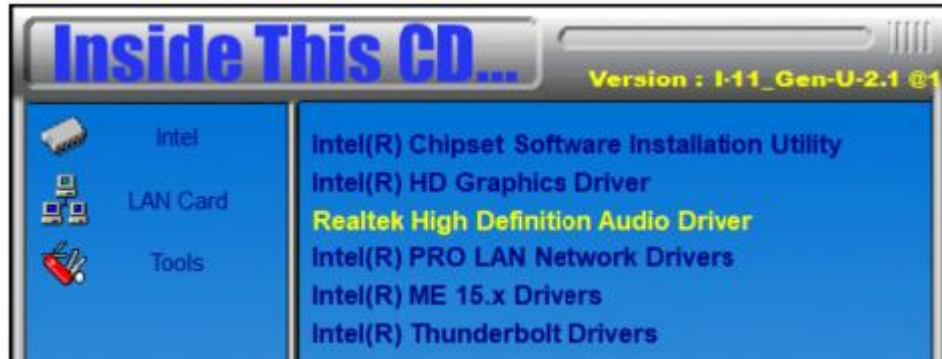 Inside This CD...
Version : I-11_Gen-U-2.1 @1
Intel
LAN Card
Tools
Intel(R) Chipset Software Installation Utility
Intel(R) HD Graphics Driver
Realtek High Definition Audio Driver
Intel(R) PRO LAN Network Drivers
Intel(R) ME 15.x Drivers
Intel(R) Thunderbolt Drivers